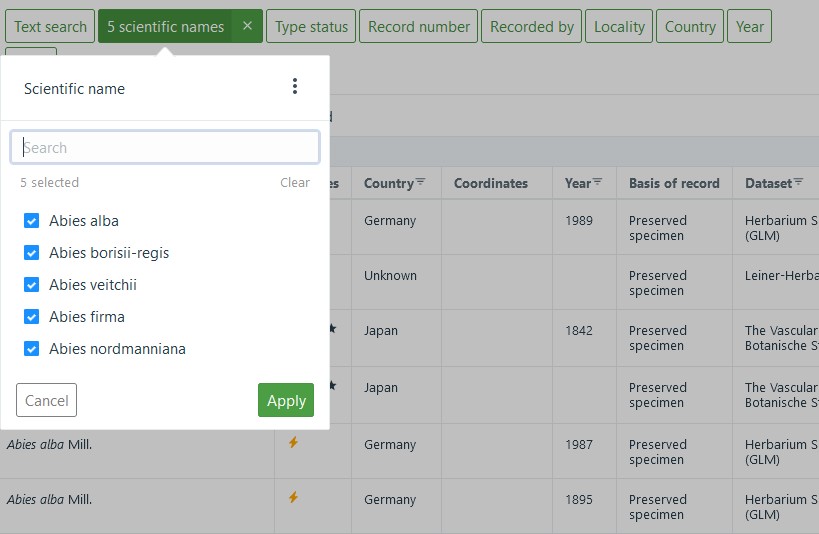 Text search
5 scientific names ×
Type status
Record number
Recorded by
Locality
Country
Year
Scientific name
Search
5 selected
Clear
Abies alba
Abies borisii-regis
Abies veitchii
Abies firma
Abies nordmanniana
Cancel
Apply
Country
Coordinates
Year
Basis of record
Dataset
Germany
1989
Preserved
specimen
Herbarium S
(GLM)
Unknown
Preserved
specimen
Leiner-Herba
Japan
1842
Preserved
specimen
The Vascular
Botanische St
Japan
Preserved
specimen
The Vascular
Botanische St
Abies alba Mill.
Germany
1987
Preserved
specimen
Herbarium S
(GLM)
Abies alba Mill.
Germany
1895
Preserved
specimen
Herbarium S
(GLM)